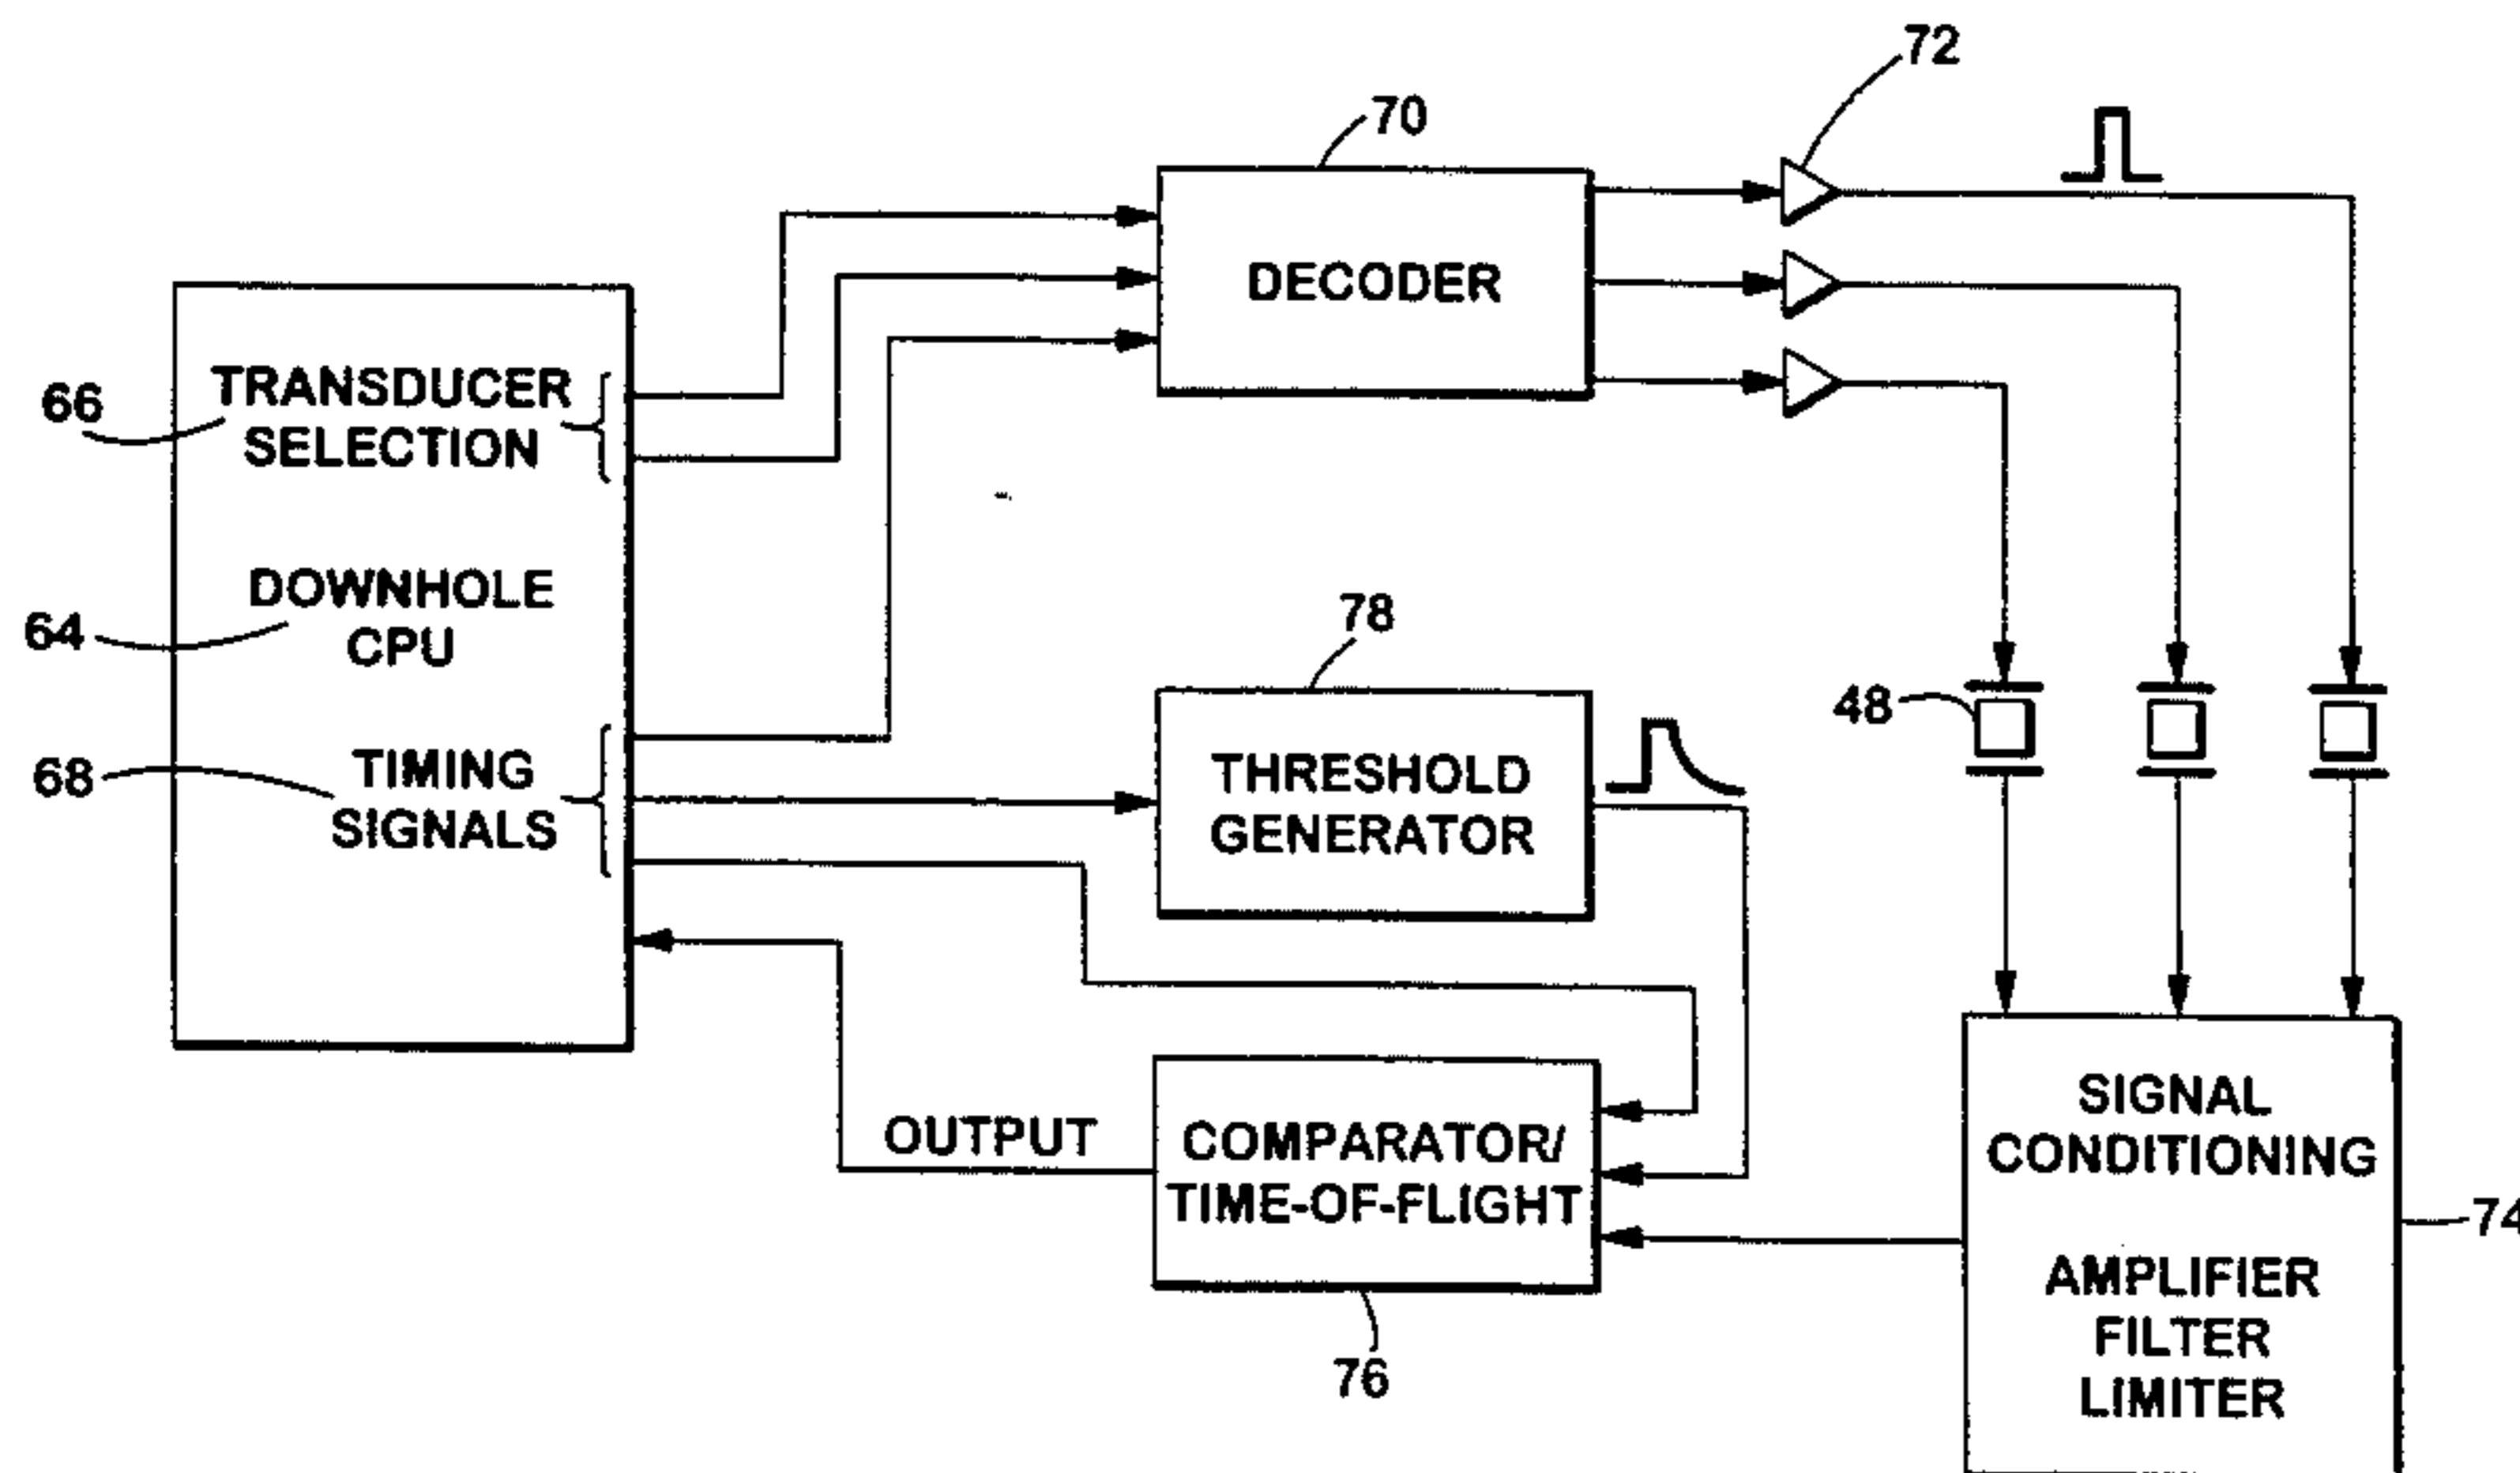 72
70
DECODER
66
TRANSDUCER
SELECTION
64
DOWNHOLE
CPU
78
48
68
TIMING
SIGNALS
THRESHOLD
GENERATOR
OUTPUT
COMPARATOR/
TIME-OF-FLIGHT
76
SIGNAL
CONDITIONING
74
AMPLIFIER
FILTER
LIMITER